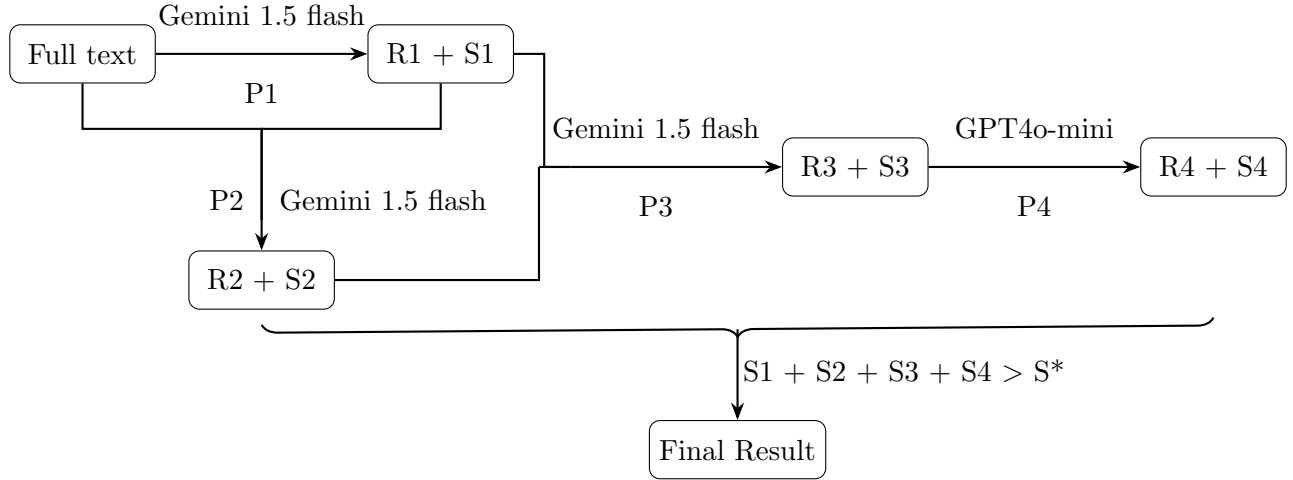 Gemini 1.5 flash
Full text
R1 + S1
P1
Gemini 1.5 flash
GPT4o-mini
R3 + S3
R4 + S4
P2
Gemini 1.5 flash
P3
P4
R2 + S2
S1 + S2 + S3 + S4 > S*
Final Result